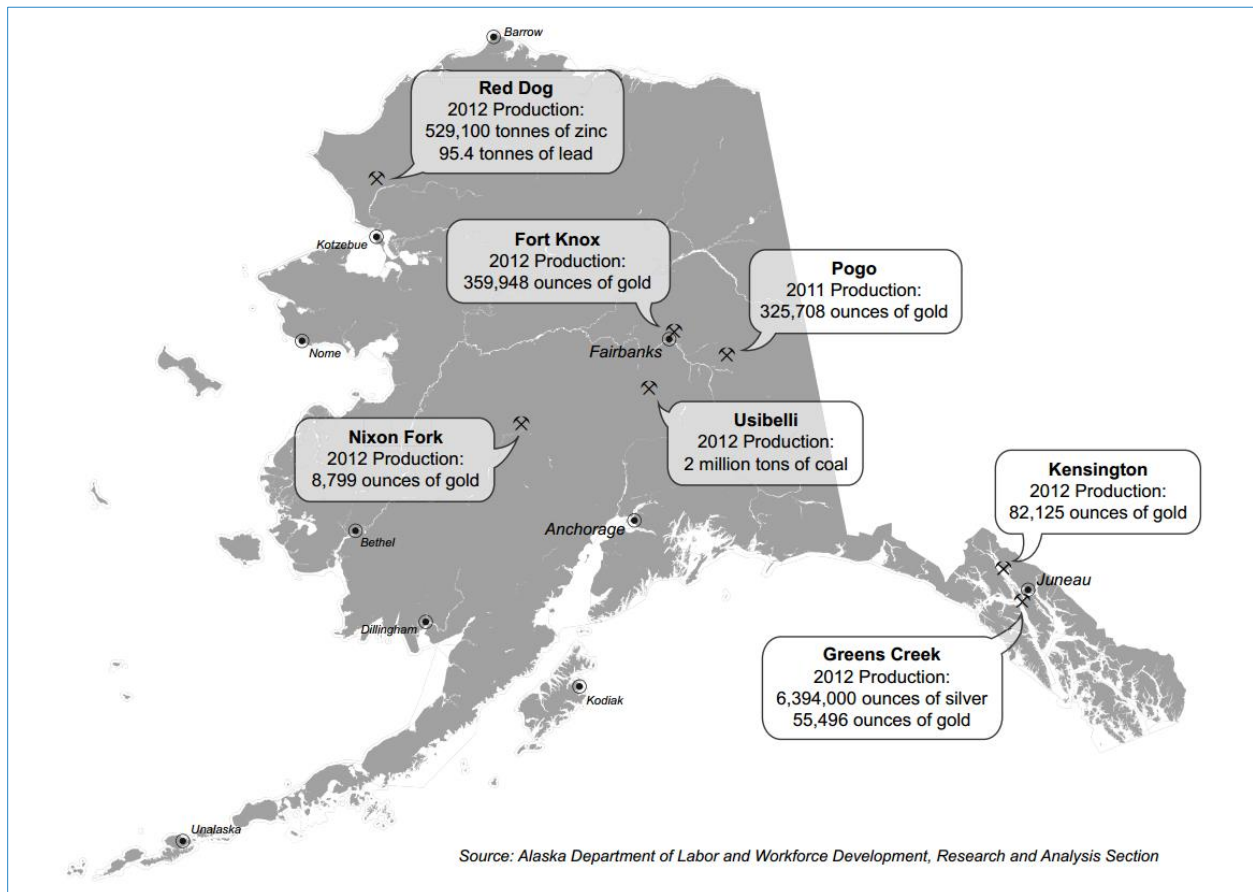 Barrow
Red Dog
2012 Production:
529,100 tonnes of zinc
95.4 tonnes of lead
Kotzebue
Fort Knox
2012 Production:
359,948 ounces of gold
Pogo
2011 Production:
325,708 ounces of gold
Nome
Fairbanks
Nixon Fork
2012 Production:
8,799 ounces of gold
Usibelli
2012 Production:
2 million tons of coal
Kensington
2012 Production:
82,125 ounces of gold
Anchorage
Bethel
Juneau
Dillingham
Greens Creek
2012 Production:
6,394,000 ounces of silver
55,496 ounces of gold
Kodiak
Unalaska
Source: Alaska Department of Labor and Workforce Development, Research and Analysis Section